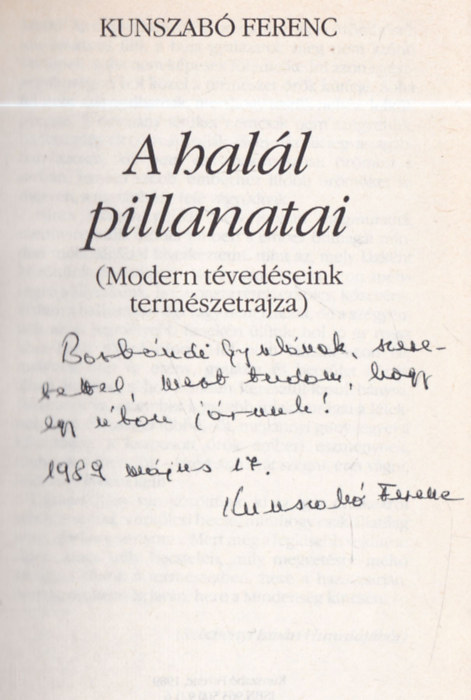 KUNSZABÓ FERENC
A halál
pillanatai
(Modern tévedéseink
természetrajza)
Borbándi Gyulának, szere-
tettel, mert tudom, hogy
egy úton járunk!
1989 május 17.
Kunszabó Ferenc